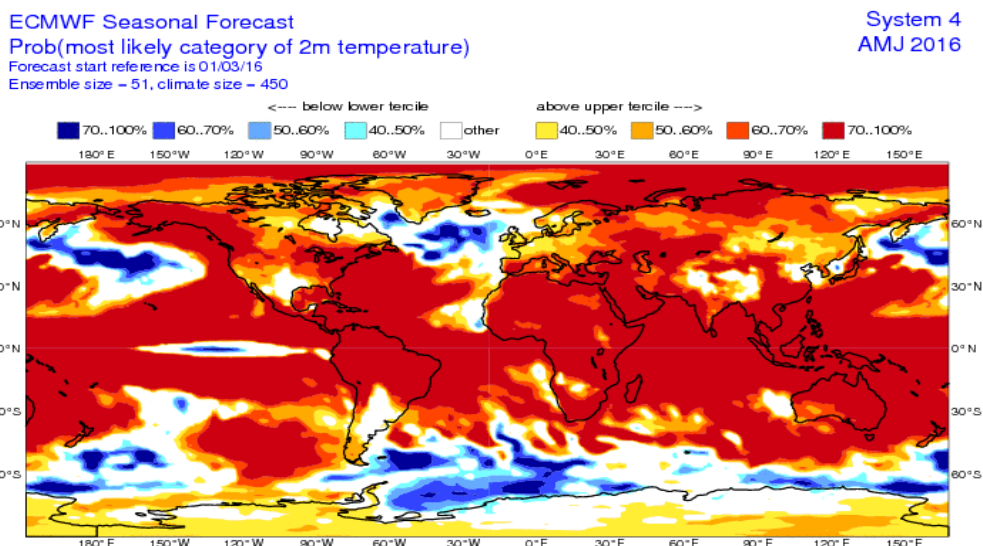 ECMWF Seasonal Forecast
System 4
Prob(most likely category of 2m temperature)
AMJ 2016
Forecast start reference is 01/03/16
Ensemble size = 51, climate size = 450
<---- below lower tercile
above upper tercile ---->
70..100% 60..70% 50..60% 40..50% other 40..50% 50..60% 60..70% 70..100%
180°E 150°W 120°W 90°W 60°W 30°W 0°E 30°E 60°E 90°E 120°E 150°E
0°N 60°N
0°N 30°N
0°N 0°N
0°S 30°S
0°S 60°S
180°E 150°W 120°W 90°W 60°W 30°W 0°E 30°E 60°E 90°E 120°E 150°E